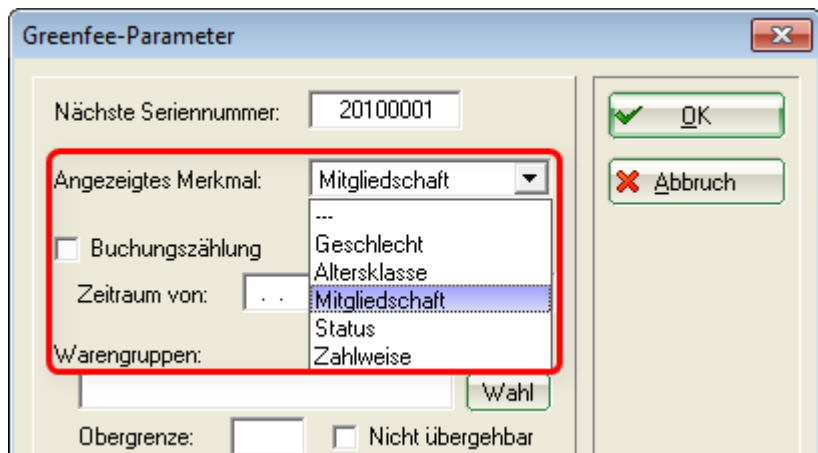 Greenfee-Parameter
Nächste Seriennummer: 20100001
OK
Angezeigtes Merkmal: Mitgliedschaft
Abbruch
---
Geschlecht
Buchungszählung
Altersklasse
Zeitraum von: . .
Mitgliedschaft
Status
Warengruppen:
Zahlweise
Wahl
Obergrenze:
Nicht übergehbar